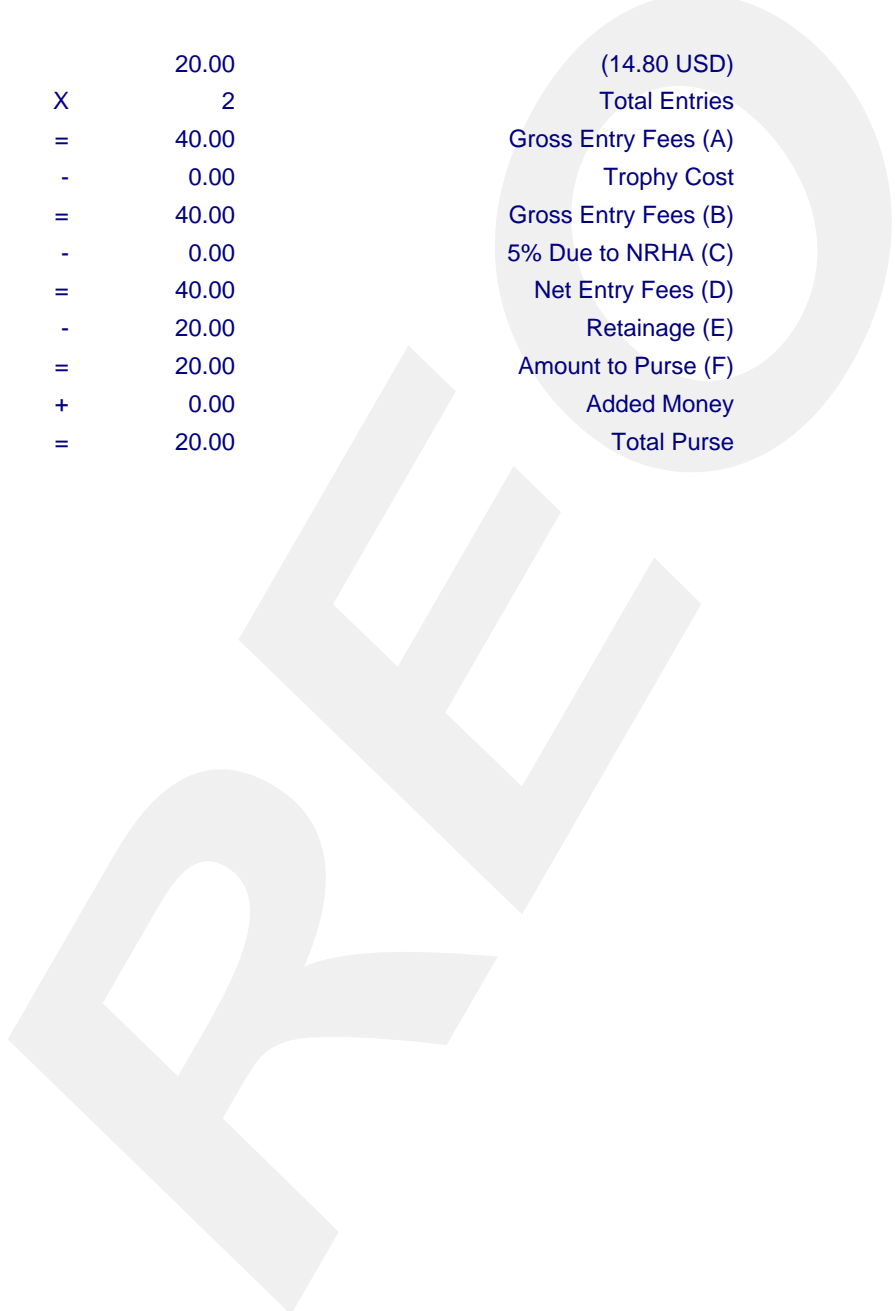 20.00 (14.80 USD)
X 2 Total Entries
= 40.00 Gross Entry Fees (A)
- 0.00 Trophy Cost
= 40.00 Gross Entry Fees (B)
- 0.00 5% Due to NRHA (C)
= 40.00 Net Entry Fees (D)
- 20.00 Retainage (E)
= 20.00 Amount to Purse (F)
+ 0.00 Added Money
= 20.00 Total Purse
REO